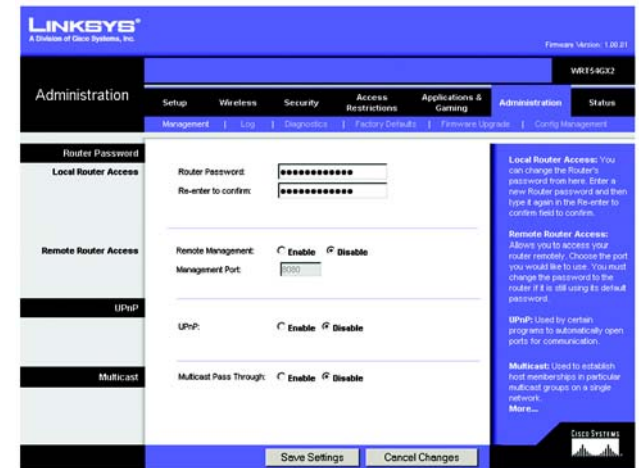 LINKSYS®
A Division of Cisco Systems, Inc.
Firmware Version: 1.00.21
WRT54GX2
Administration
Setup Wireless Security Access Restrictions Applications & Gaming Administration Status
Management | Log | Diagnostics | Factory Defaults | Firmware Upgrade | Config Management
Router Password
Local Router Access
Router Password:
Re-enter to confirm:
Remote Router Access
Remote Management: Enable Disable
Management Port: 8080
UPnP
UPnP: Enable Disable
Multicast
Multicast Pass Through: Enable Disable
Local Router Access: You
can change the Router's
password from here. Enter a
new Router password and then
type it again in the Re-enter to
confirm field to confirm.
Remote Router Access:
Allows you to access your
router remotely. Choose the port
you would like to use. You must
change the password to the
router if it is still using its default
password.
UPnP: Used by certain
programs to automatically open
ports for communication.
Multicast: Used to establish
host memberships in particular
multicast groups on a single
network.
More...
Save Settings Cancel Changes
CISCO SYSTEMS